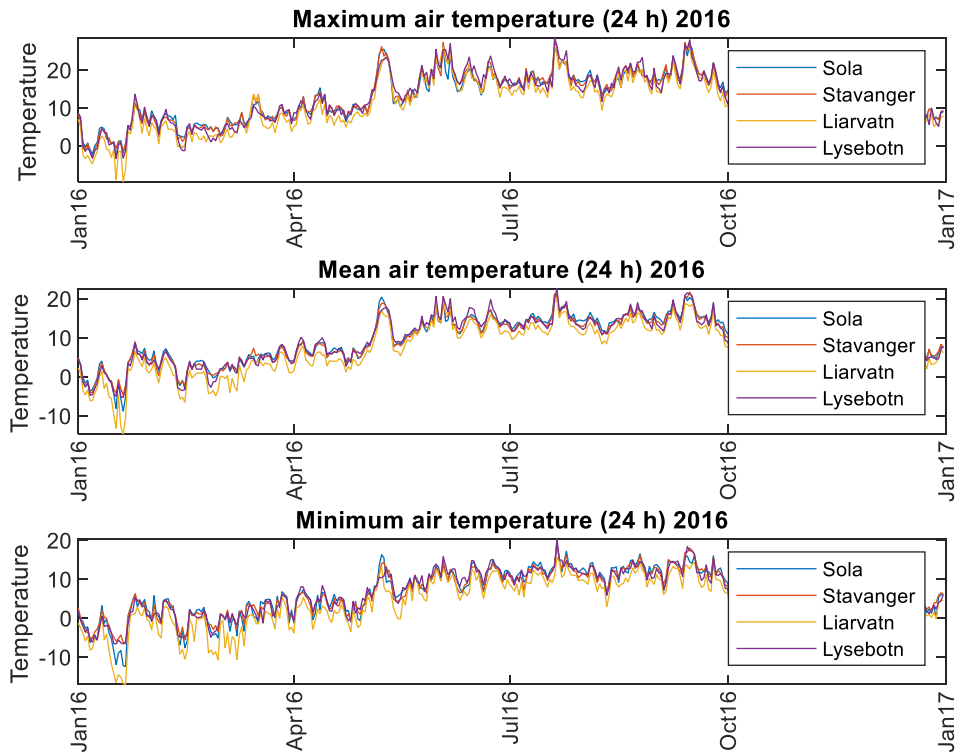 Maximum air temperature (24 h) 2016
Temperature
20
10
0
Sola
Stavanger
Liarvatn
Lysebotn
Jan16
Apr16
Jul16
Oct16
Jan17
Mean air temperature (24 h) 2016
Temperature
20
10
0
-10
Sola
Stavanger
Liarvatn
Lysebotn
Jan16
Apr16
Jul16
Oct16
Jan17
Minimum air temperature (24 h) 2016
Temperature
20
10
0
-10
Sola
Stavanger
Liarvatn
Lysebotn
Jan16
Apr16
Jul16
Oct16
Jan17